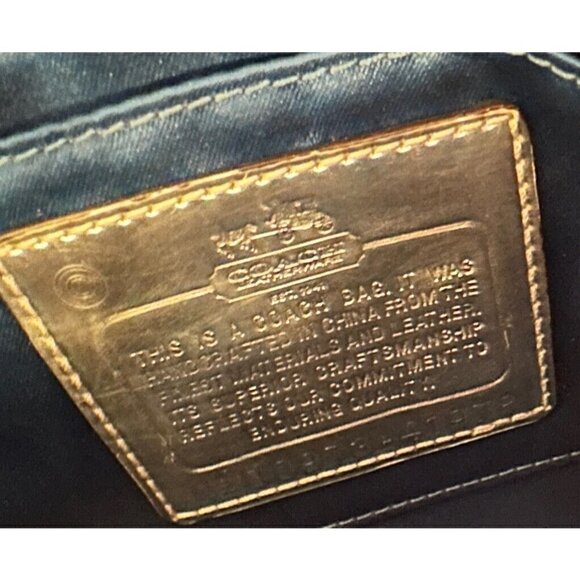 ©
COACH
LEATHERWARE
EST. 1941
THIS IS A COACH BAG. IT WAS
HANDCRAFTED IN CHINA FROM THE
FINEST MATERIALS AND LEATHER.
ITS SUPERIOR CRAFTSMANSHIP
REFLECTS OUR COMMITMENT TO
ENDURING QUALITY.